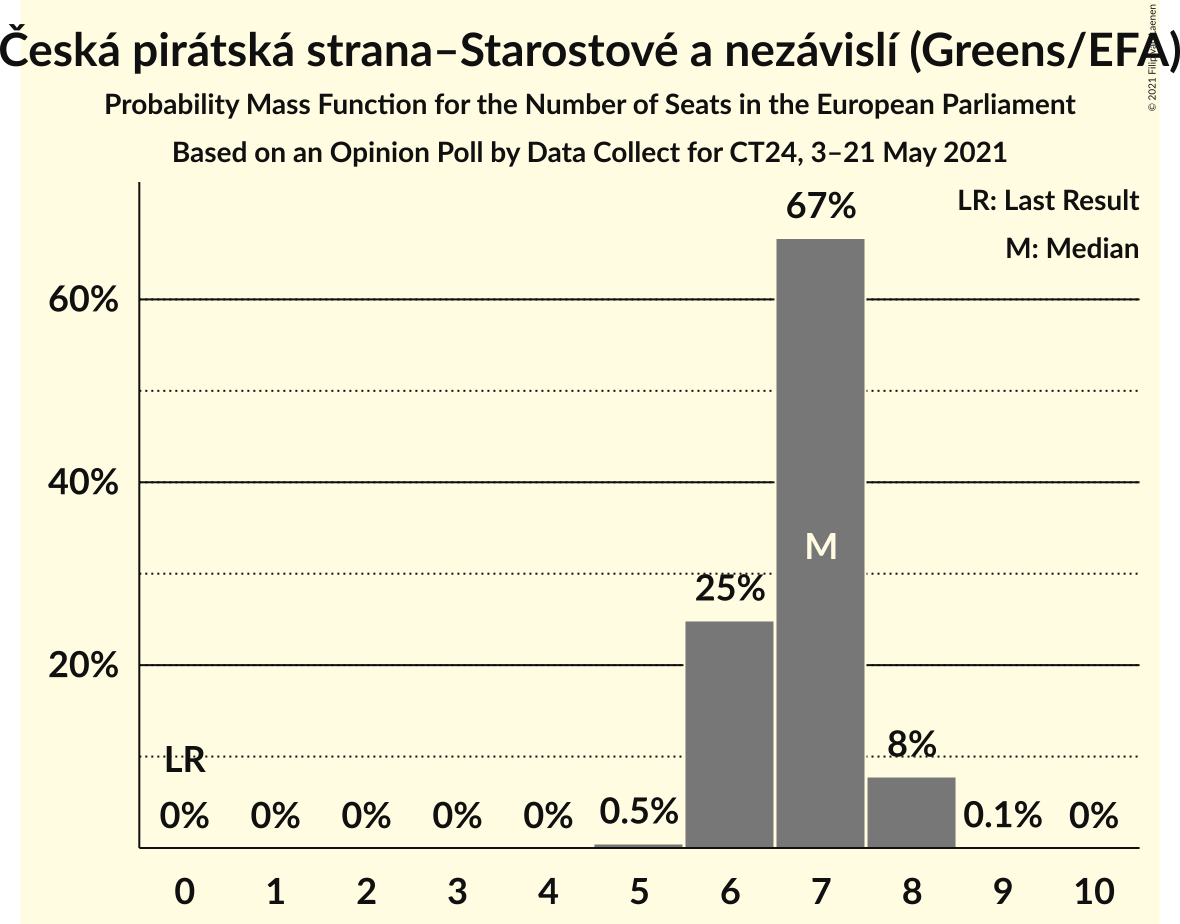 Česká pirátská strana–Starostové a nezávislí (Greens/EFA)
Probability Mass Function for the Number of Seats in the European Parliament
Based on an Opinion Poll by Data Collect for CT24, 3–21 May 2021
© 2021 Filip
LR: Last Result
M: Median
67%
60%
40%
M
25%
20%
8%
LR
0% 0% 0% 0% 0% 0.5% 0.1% 0%
0 1 2 3 4 5 6 7 8 9 10